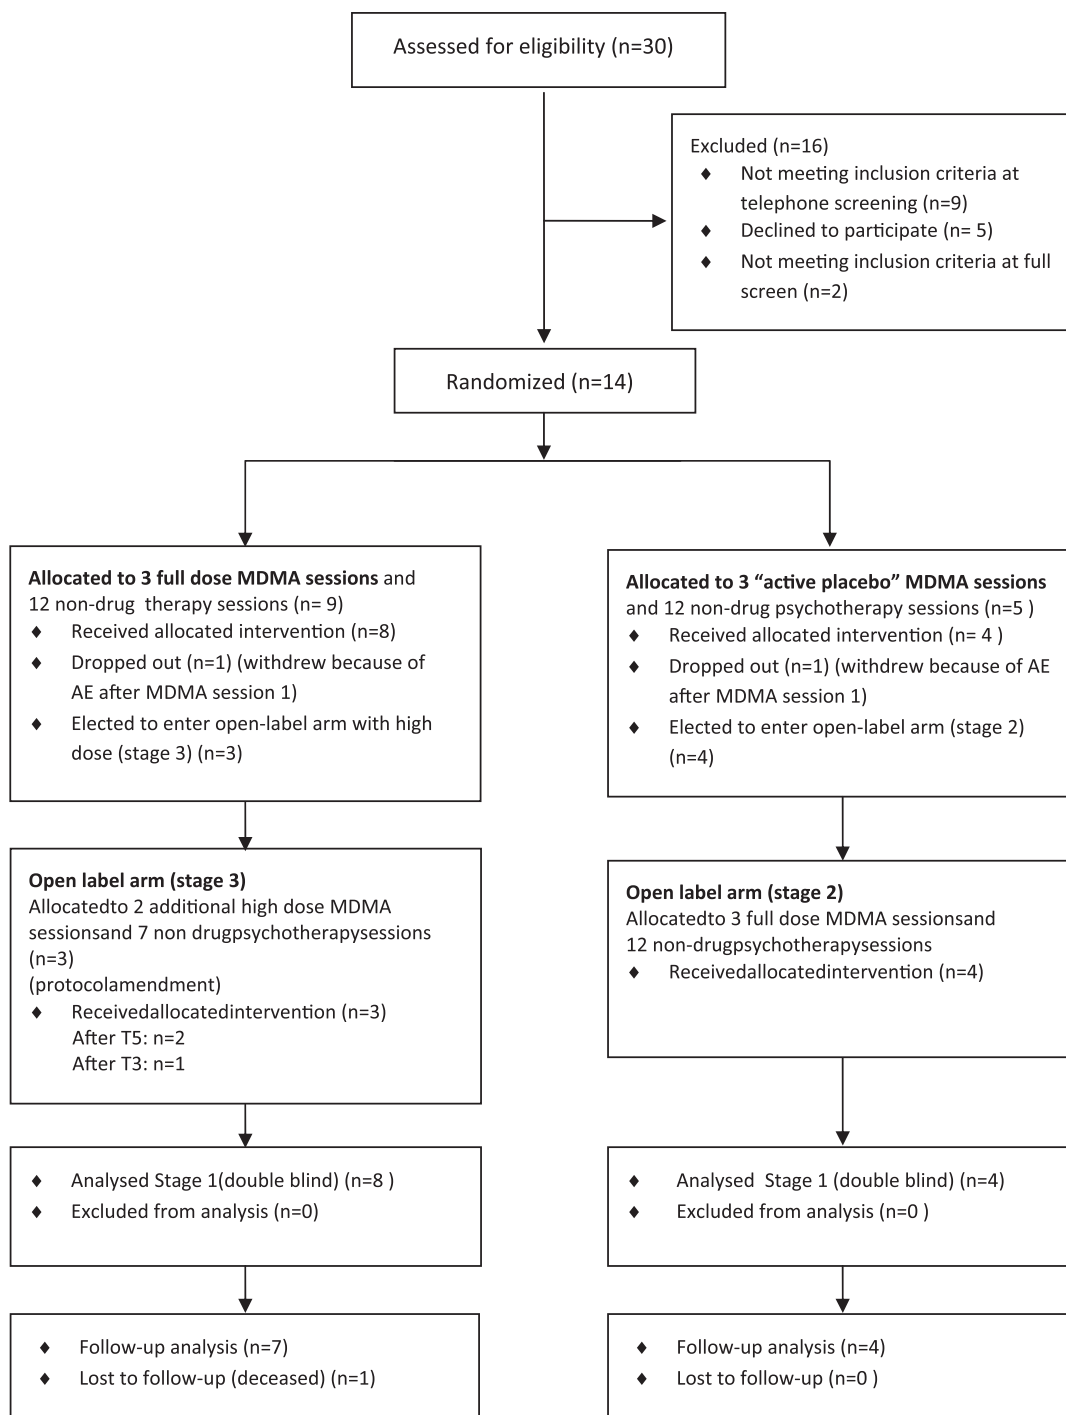 Assessed for eligibility (n=30)
Excluded (n=16)
♦ Not meeting inclusion criteria at
telephone screening (n=9)
♦ Declined to participate (n= 5)
♦ Not meeting inclusion criteria at full
screen (n=2)
Randomized (n=14)
Allocated to 3 full dose MDMA sessions and
12 non-drug therapy sessions (n= 9)
♦ Received allocated intervention (n=8)
♦ Dropped out (n=1) (withdrew because of
AE after MDMA session 1)
♦ Elected to enter open-label arm with high
dose (stage 3) (n=3)
Allocated to 3 “active placebo” MDMA sessions
and 12 non-drug psychotherapy sessions (n=5 )
♦ Received allocated intervention (n= 4 )
♦ Dropped out (n=1) (withdrew because of AE
after MDMA session 1)
♦ Elected to enter open-label arm (stage 2)
(n=4)
Open label arm (stage 3)
Allocatedto 2 additional high dose MDMA
sessionsand 7 non drugpsychotherapysessions
(n=3)
(protocolamendment)
♦ Receivedallocatedintervention (n=3)
After T5: n=2
After T3: n=1
Open label arm (stage 2)
Allocatedto 3 full dose MDMA sessionsand
12 non-drugpsychotherapysessions
♦ Receivedallocatedintervention (n=4)
♦ Analysed Stage 1(double blind) (n=8 )
♦ Excluded from analysis (n=0)
♦ Analysed Stage 1 (double blind) (n=4)
♦ Excluded from analysis (n=0 )
♦ Follow-up analysis (n=7)
♦ Lost to follow-up (deceased) (n=1)
♦ Follow-up analysis (n=4)
♦ Lost to follow-up (n=0 )